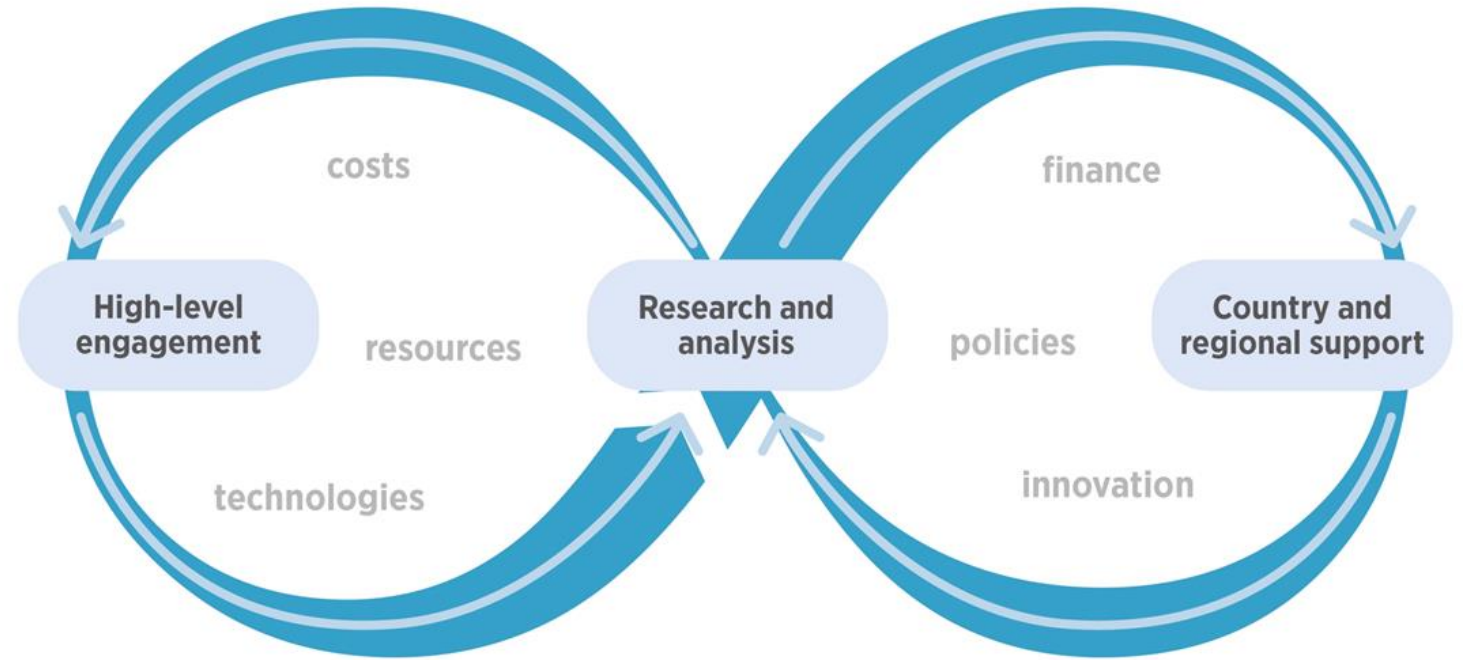 costs
finance
High-level
engagement
Research and
analysis
Country and
regional support
resources
policies
technologies
innovation